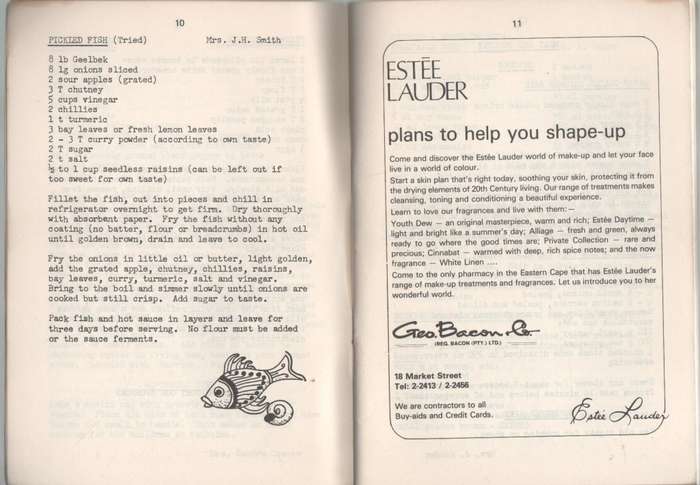 10
PICKLED FISH (Tried) Mrs. J.H. Smith
8 lb Geelbek
8 lg onions sliced
2 sour apples (grated)
3 T chutney
5 cups vinegar
2 chillies
1 t turmeric
3 bay leaves or fresh lemon leaves
2 - 3 T curry powder (according to own taste)
2 T sugar
2 t salt
½ to 1 cup seedless raisins (can be left out if
too sweet for own taste)
Fillet the fish, cut into pieces and chill in
refrigerator overnight to get firm. Dry thoroughly
with absorbent paper. Fry the fish without any
coating (no batter, flour or breadcrumbs) in hot oil
until golden brown, drain and leave to cool.
Fry the onions in little oil or butter, light golden,
add the grated apple, chutney, chillies, raisins,
bay leaves, curry, turmeric, salt and vinegar.
Bring to the boil and simmer slowly until onions are
cooked but still crisp. Add sugar to taste.
Pack fish and hot sauce in layers and leave for
three days before serving. No flour must be added
or the sauce ferments.
11
ESTĒE
LAUDER
plans to help you shape-up
Come and discover the Estée Lauder world of make-up and let your face
live in a world of colour.
Start a skin plan that's right today, soothing your skin, protecting it from
the drying elements of 20th Century living. Our range of treatments makes
cleansing, toning and conditioning a beautiful experience.
Learn to love our fragrances and live with them:—
Youth Dew — an original masterpiece, warm and rich; Estée Daytime —
light and bright like a summer's day; Alliage — fresh and green, always
ready to go where the good times are; Private Collection — rare and
precious; Cinnabat — warmed with deep, rich spice notes; and the now
fragrance — White Linen ....
Come to the only pharmacy in the Eastern Cape that has Estée Lauder's
range of make-up treatments and fragrances. Let us introduce you to her
wonderful world.
Geo. Bacon & Co.
(REG. BACON (PTY.) LTD.)
18 Market Street
Tel: 2-2413 / 2-2456
We are contractors to all
Buy-aids and Credit Cards.
Estée Lauder